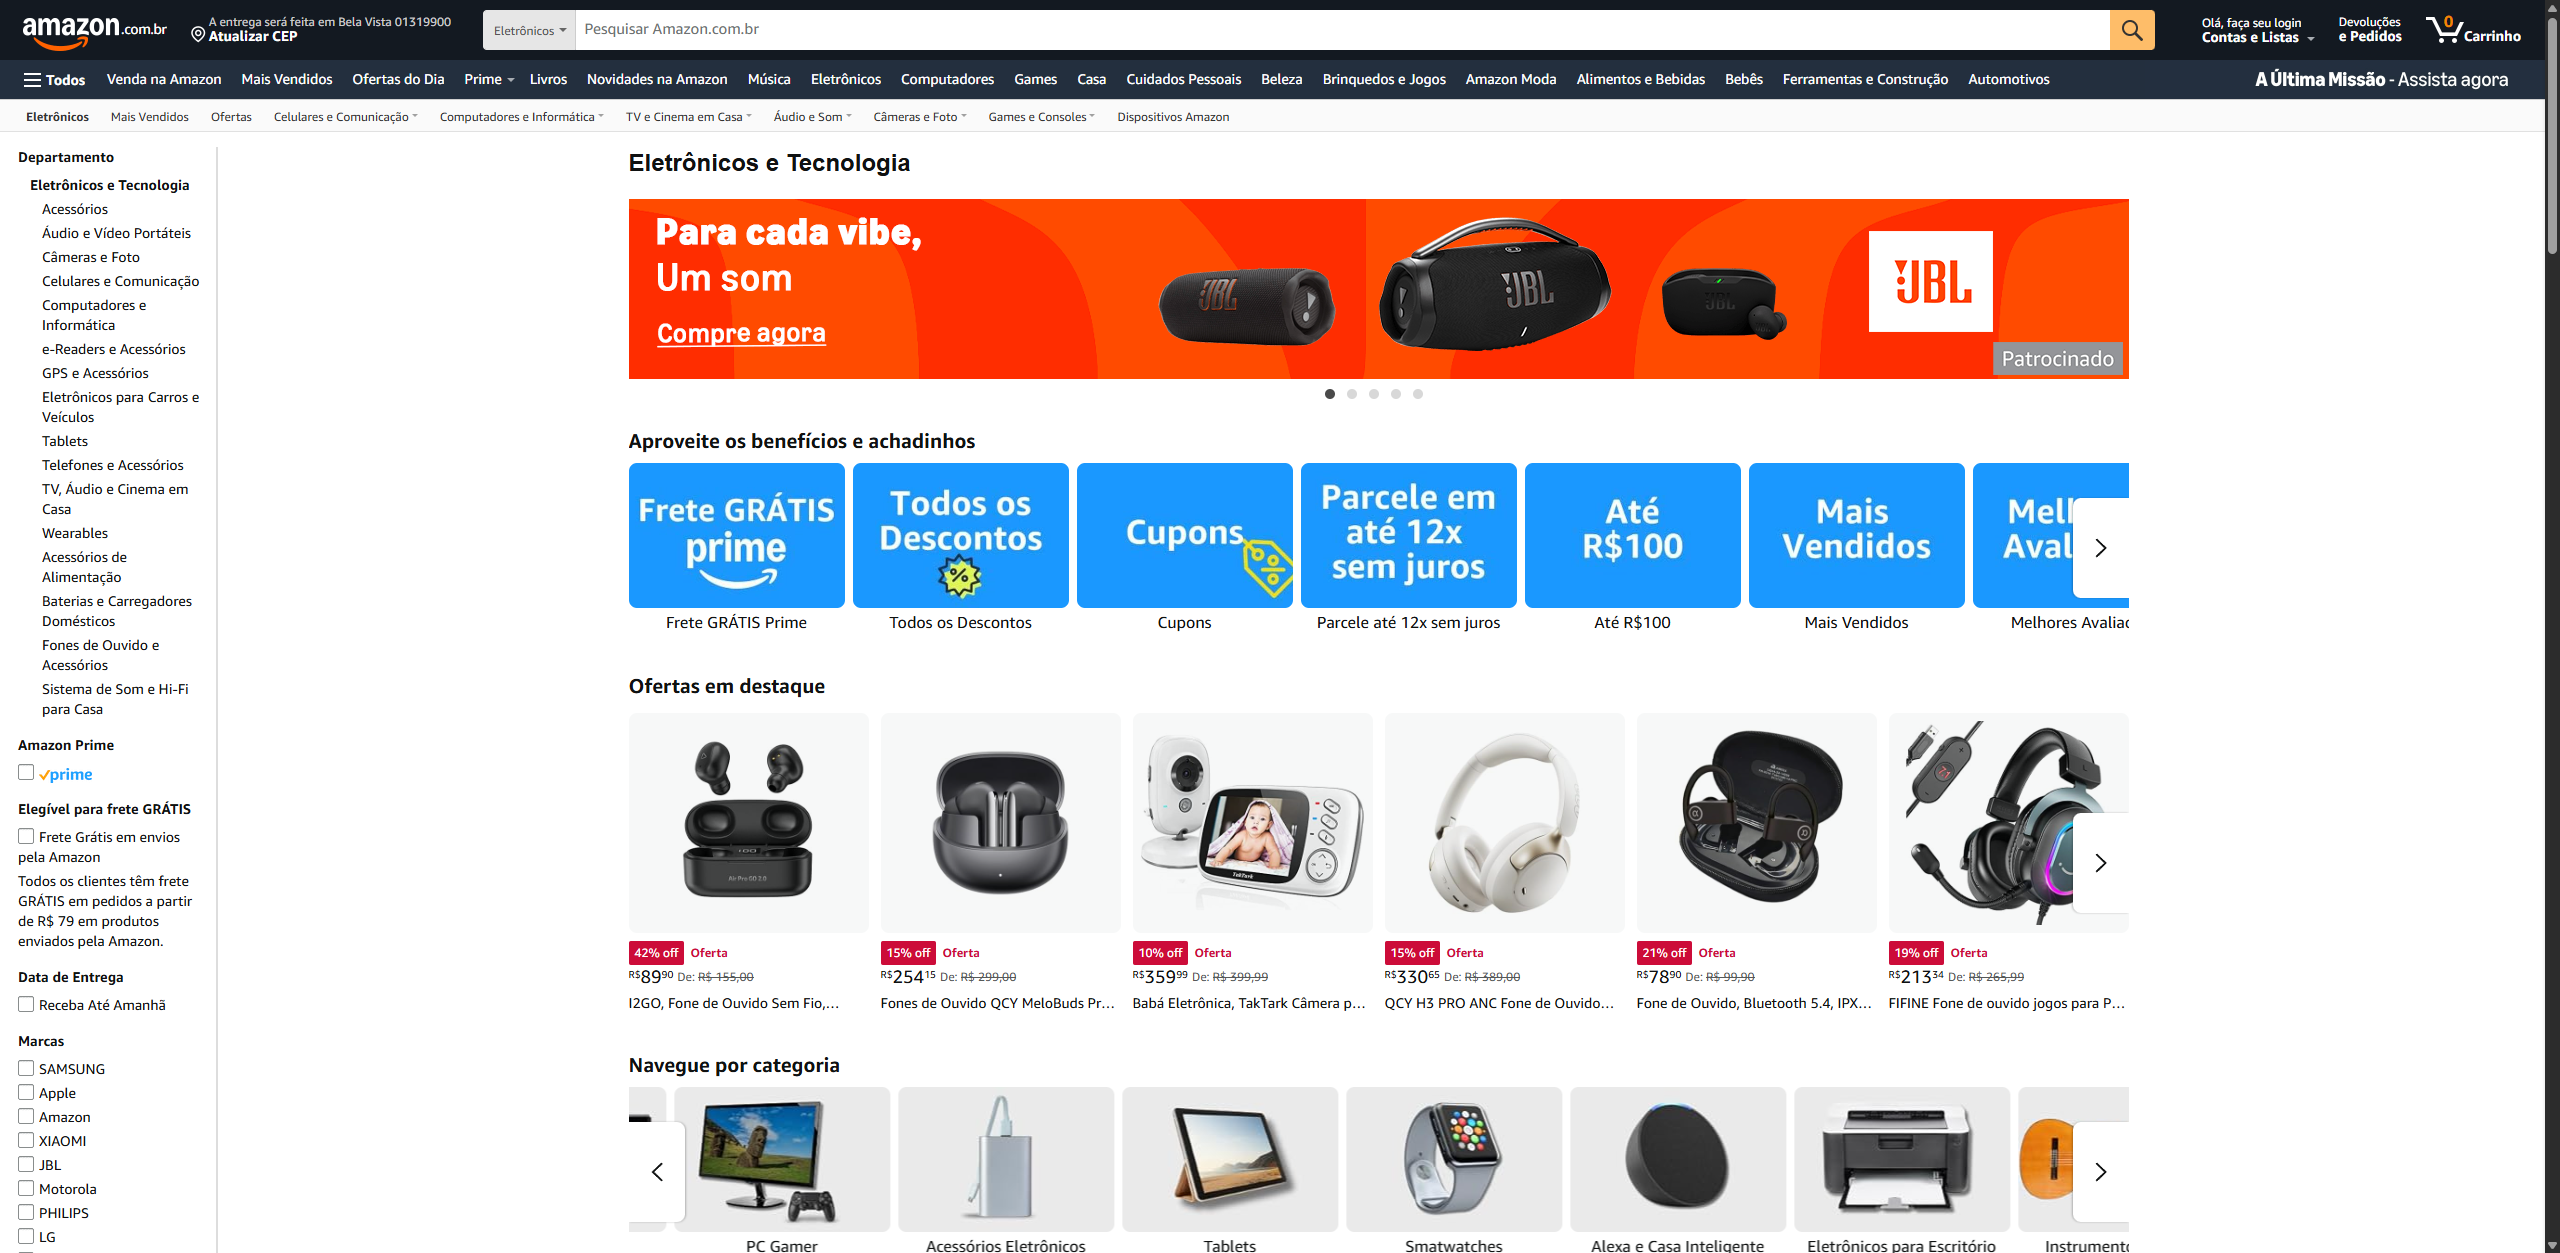 amazon.com.br
A entrega será feita em Bela Vista 01319900
Atualizar CEP
Eletrônicos
Pesquisar Amazon.com.br
Olá, faça seu login
Contas e Listas
Devoluções
e Pedidos
0
Carrinho
Todos
Venda na Amazon
Mais Vendidos
Ofertas do Dia
Prime
Livros
Novidades na Amazon
Música
Eletrônicos
Computadores
Games
Casa
Cuidados Pessoais
Beleza
Brinquedos e Jogos
Amazon Moda
Alimentos e Bebidas
Bebês
Ferramentas e Construção
Automotivos
A Última Missão - Assista agora
Eletrônicos
Mais Vendidos
Ofertas
Celulares e Comunicação
Computadores e Informática
TV e Cinema em Casa
Áudio e Som
Câmeras e Foto
Games e Consoles
Dispositivos Amazon
Departamento
Eletrônicos e Tecnologia
Acessórios
Áudio e Vídeo Portáteis
Câmeras e Foto
Celulares e Comunicação
Computadores e
Informática
e-Readers e Acessórios
GPS e Acessórios
Eletrônicos para Carros e
Veículos
Tablets
Telefones e Acessórios
TV, Áudio e Cinema em
Casa
Wearables
Acessórios de
Alimentação
Baterias e Carregadores
Domésticos
Fones de Ouvido e
Acessórios
Sistema de Som e Hi-Fi
para Casa
Amazon Prime
prime
Elegível para frete GRÁTIS
Frete Grátis em envios
pela Amazon
Todos os clientes têm frete
GRÁTIS em pedidos a partir
de R$ 79 em produtos
enviados pela Amazon.
Data de Entrega
Receba Até Amanhã
Marcas
SAMSUNG
Apple
Amazon
XIAOMI
JBL
Motorola
PHILIPS
LG
Eletrônicos e Tecnologia
Para cada vibe,
Um som
Compre agora
JBL
JBL
JBL
JBL
Patrocinado
Aproveite os benefícios e achadinhos
Frete GRÁTIS
prime
Todos os
Descontos
%
Cupons
%
Parcele em
até 12x
sem juros
Até
R$100
Mais
Vendidos
Mel
Aval
Frete GRÁTIS Prime
Todos os Descontos
Cupons
Parcele até 12x sem juros
Até R$100
Mais Vendidos
Melhores Avaliac
Ofertas em destaque
Air Pro GO 2.0
TakTark
7.1
42% off Oferta
R$8990 De: R$ 155,00
I2GO, Fone de Ouvido Sem Fio,...
15% off Oferta
R$25415 De: R$ 299,00
Fones de Ouvido QCY MeloBuds Pr...
10% off Oferta
R$35999 De: R$ 399,99
Babá Eletrônica, TakTark Câmera p...
15% off Oferta
R$33065 De: R$ 389,00
QCY H3 PRO ANC Fone de Ouvido...
21% off Oferta
R$7890 De: R$ 99,90
Fone de Ouvido, Bluetooth 5.4, IPX...
19% off Oferta
R$21334 De: R$ 265,99
FIFINE Fone de ouvido jogos para P...
Navegue por categoria
PC Gamer
Acessórios Eletrônicos
Tablets
Smatwatches
Alexa e Casa Inteligente
Eletrônicos para Escritório
Instrumento